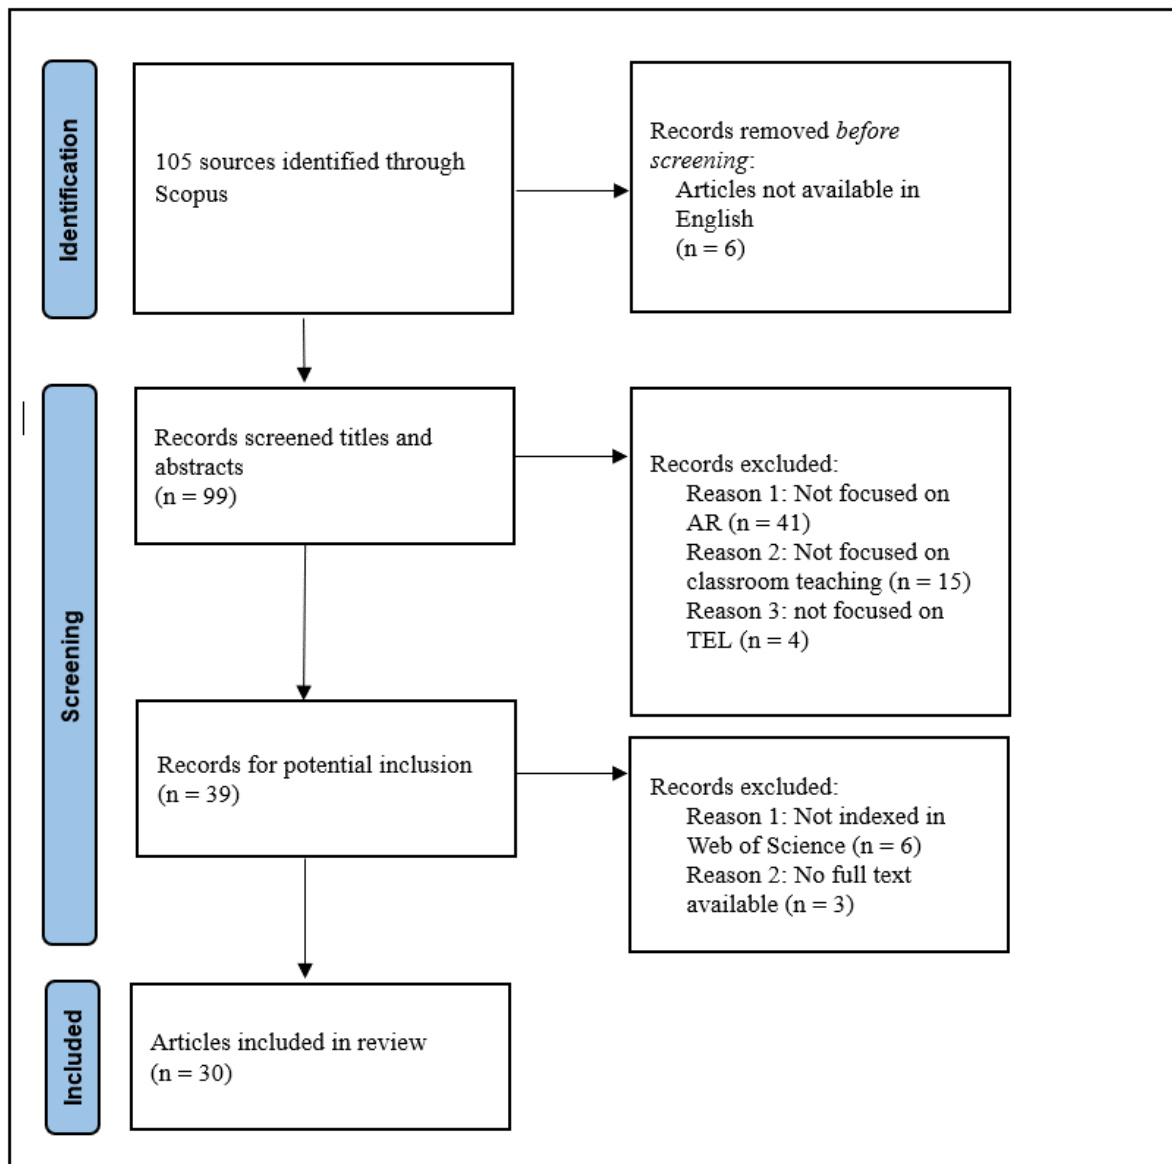 Identification
105 sources identified through
Scopus
Records removed before
screening:
Articles not available in
English
(n = 6)
Screening
Records screened titles and
abstracts
(n = 99)
Records excluded:
Reason 1: Not focused on
AR (n = 41)
Reason 2: Not focused on
classroom teaching (n = 15)
Reason 3: not focused on
TEL (n = 4)
Records for potential inclusion
(n = 39)
Records excluded:
Reason 1: Not indexed in
Web of Science (n = 6)
Reason 2: No full text
available (n = 3)
Included
Articles included in review
(n = 30)